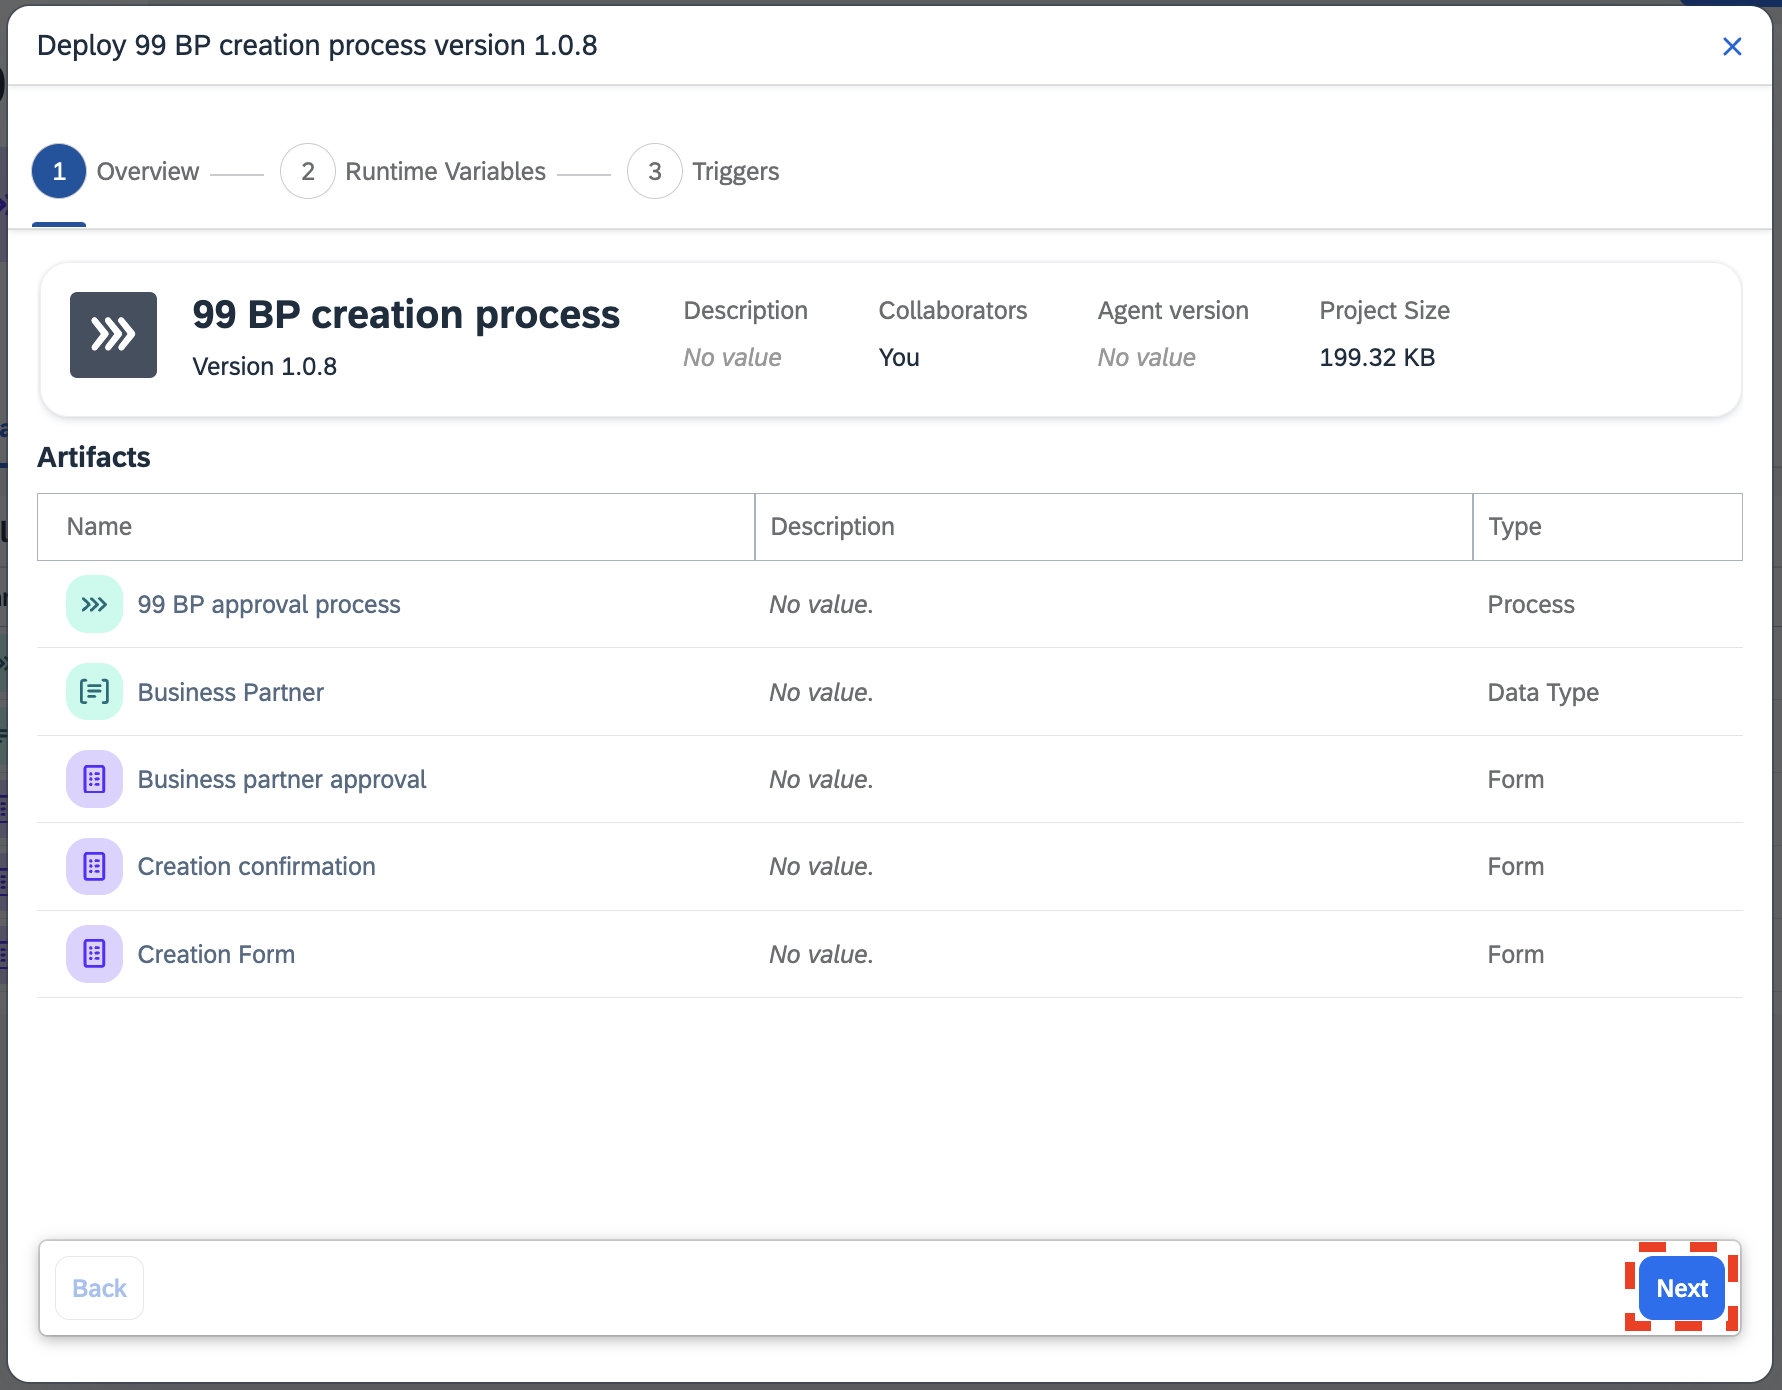 Deploy 99 BP creation process version 1.0.8
1 Overview 2 Runtime Variables 3 Triggers
99 BP creation process
Version 1.0.8
Description Collaborators Agent version Project Size
No value You No value 199.32 KB
Artifacts
Name Description Type
99 BP approval process No value. Process
Business Partner No value. Data Type
Business partner approval No value. Form
Creation confirmation No value. Form
Creation Form No value. Form
Back Next